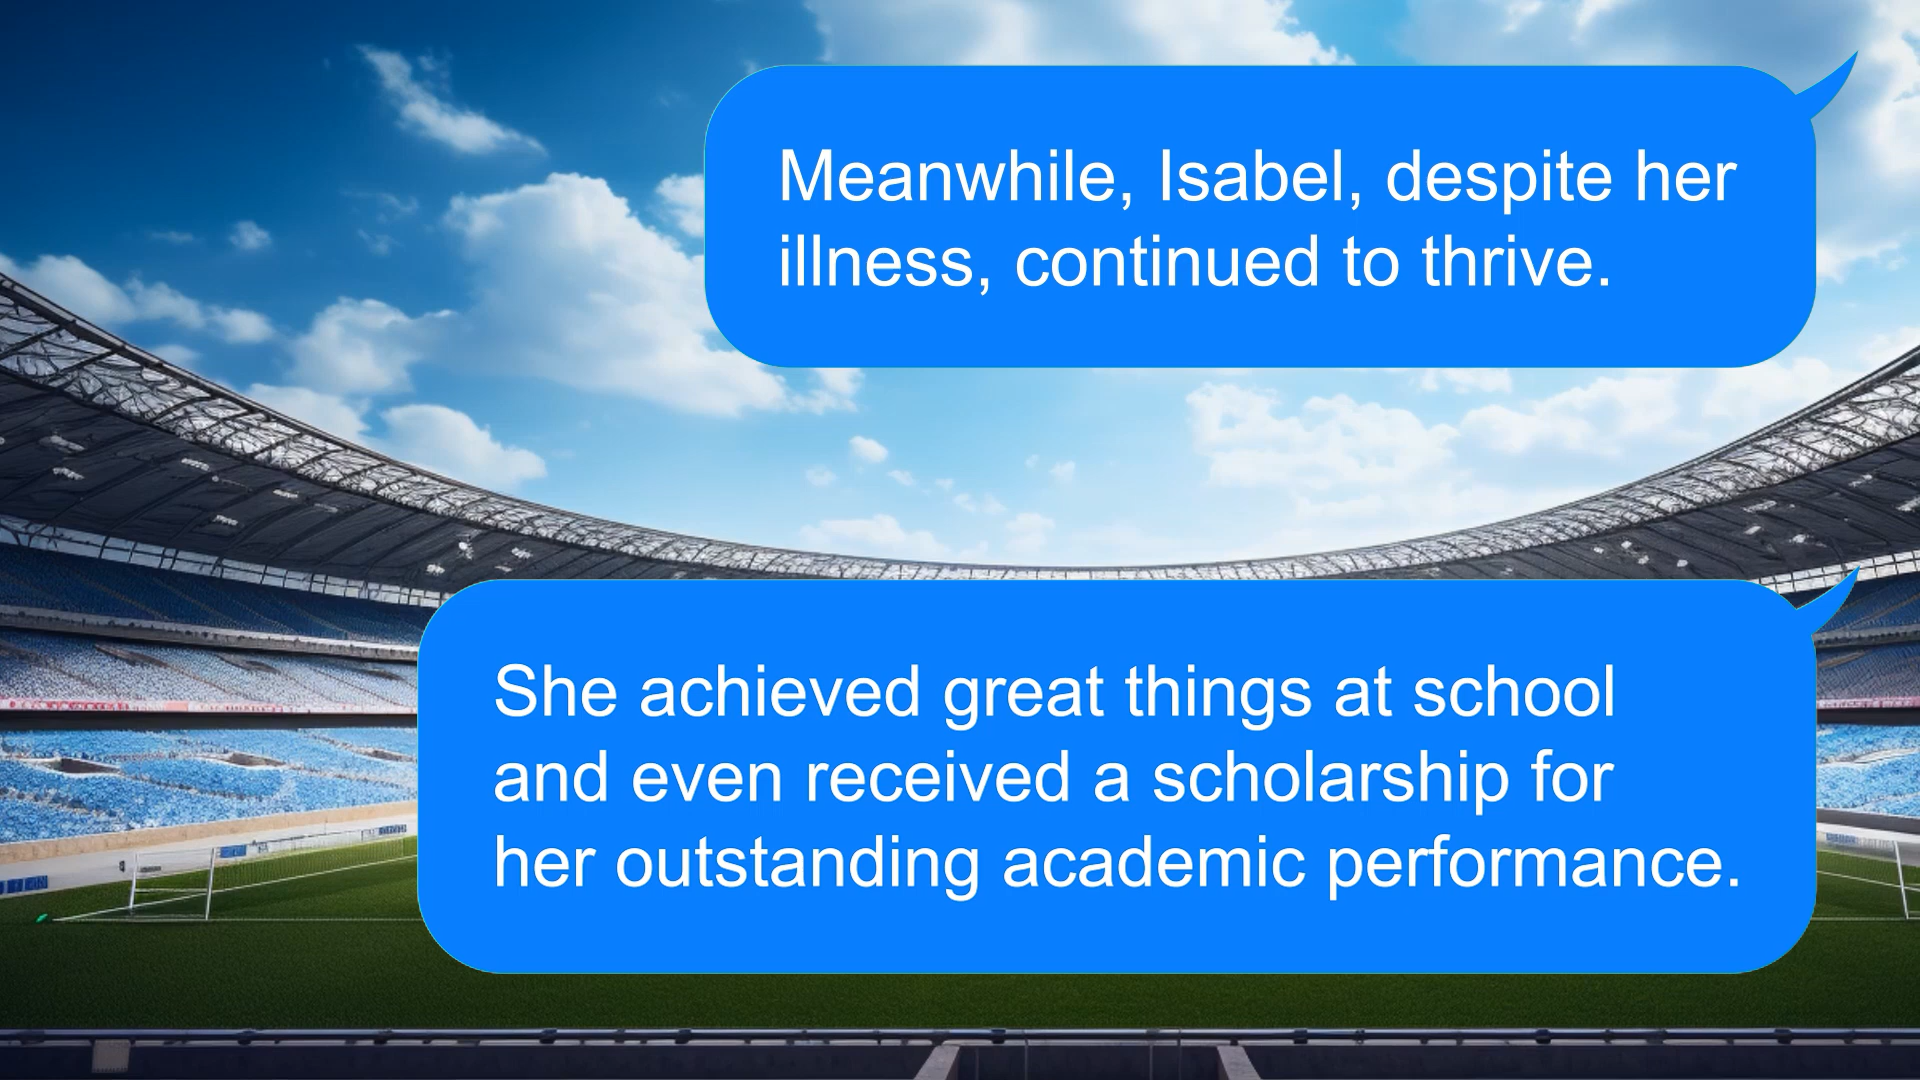 Meanwhile, Isabel, despite her
illness, continued to thrive.
She achieved great things at school
and even received a scholarship for
her outstanding academic performance.